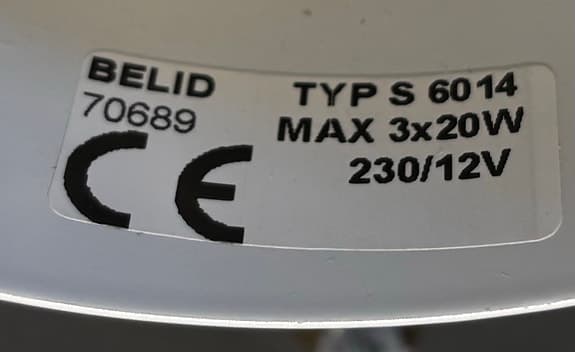 BELID
70689
CE
TYP S 6014
MAX 3x20W
230/12V